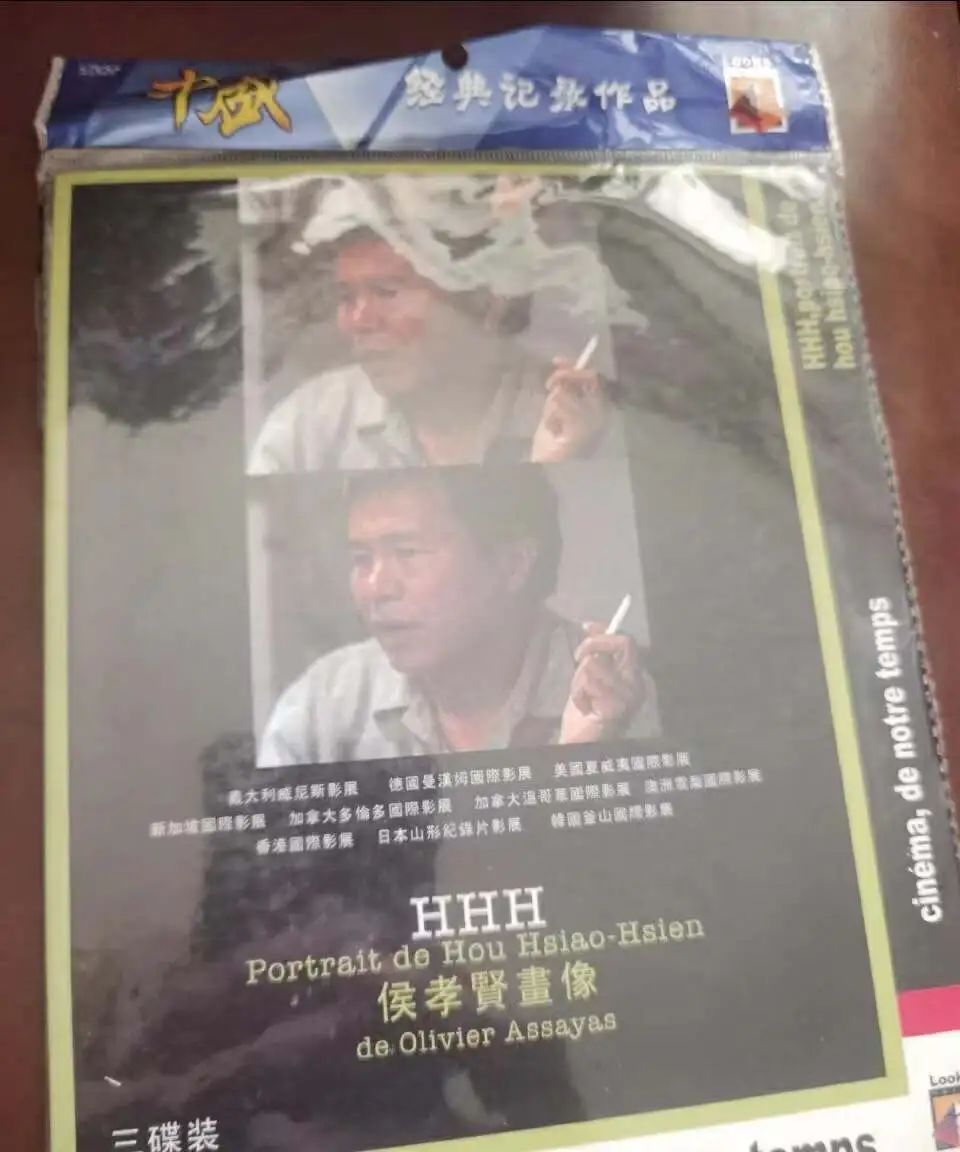 十威
经典记录作品
Look
HHH, portrait de
hou hsiao-hsien
cinéma, de notre temps
義大利威尼斯影展 德國曼漢姆國際影展 美國夏威夷國際影展
新加坡國際影展 加拿大多倫多國際影展 加拿大溫哥華國際影展 澳洲雪梨國際影展
香港國際影展 日本山形紀錄片影展 韓國釜山國際影展
HHH
Portrait de Hou Hsiao-Hsien
侯孝賢畫像
de Olivier Assayas
三碟装
temps
Look